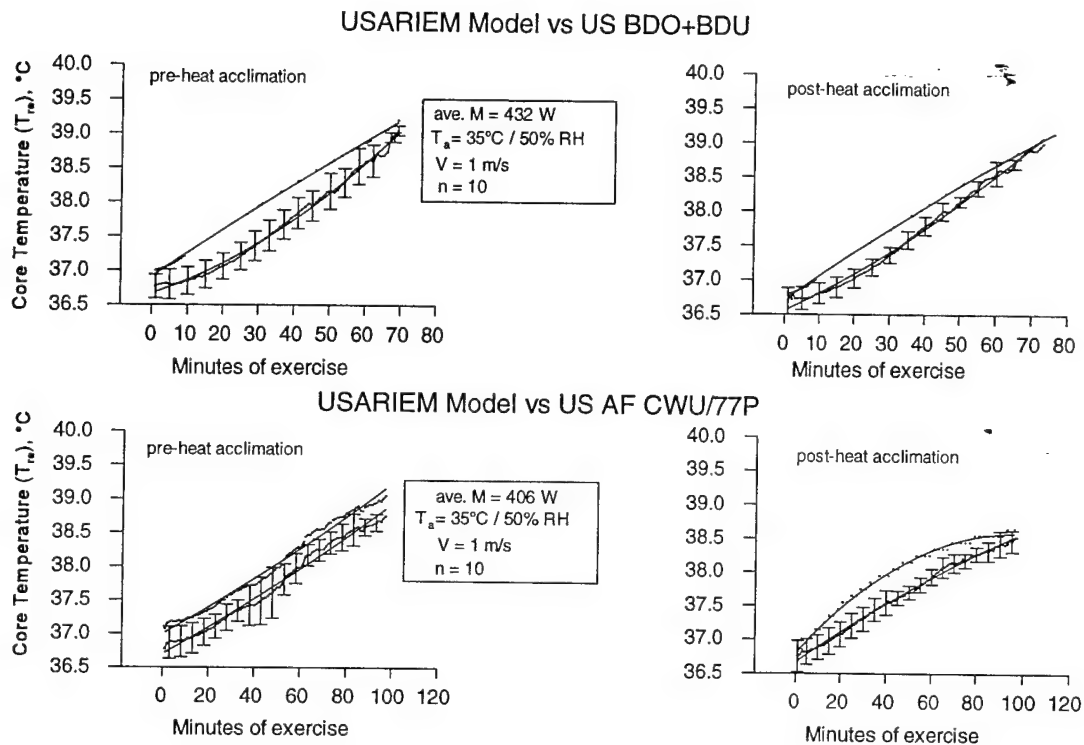 USARIEM Model vs US BDO+BDU
Core Temperature (Tre), °C
40.0
39.5
39.0
38.5
38.0
37.5
37.0
36.5
pre-heat acclimation
ave. M = 432 W
Ta= 35°C / 50% RH
V = 1 m/s
n = 10
0 10 20 30 40 50 60 70 80
Minutes of exercise
40.0
39.5
39.0
38.5
38.0
37.5
37.0
36.5
post-heat acclimation
0 10 20 30 40 50 60 70 80
Minutes of exercise
USARIEM Model vs US AF CWU/77P
Core Temperature (Tre), °C
40.0
39.5
39.0
38.5
38.0
37.5
37.0
36.5
pre-heat acclimation
ave. M = 406 W
Ta= 35°C / 50% RH
V = 1 m/s
n = 10
0 20 40 60 80 100 120
Minutes of exercise
40.0
39.5
39.0
38.5
38.0
37.5
37.0
36.5
post-heat acclimation
0 20 40 60 80 100 120
Minutes of exercise